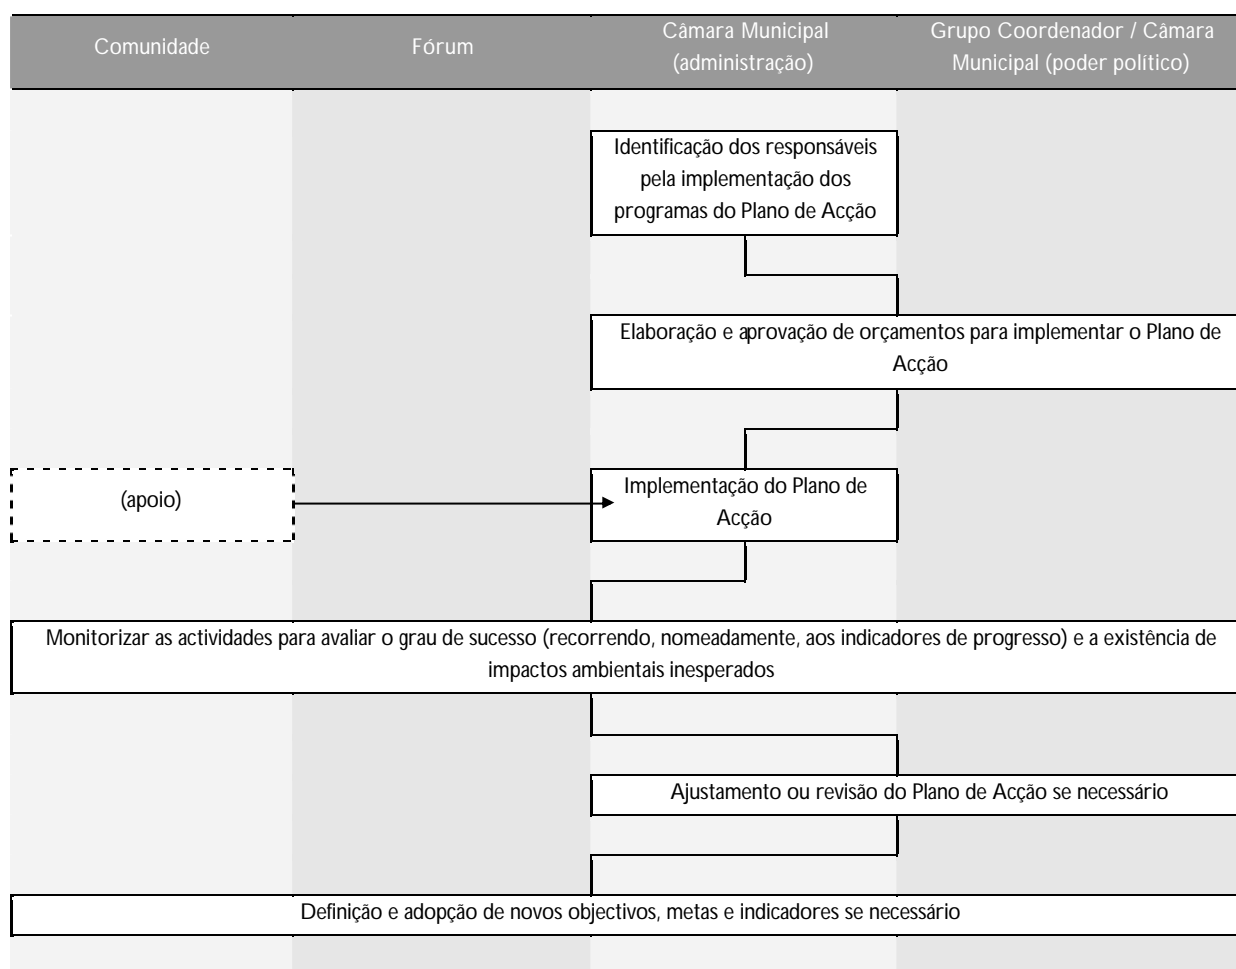 Comunidade
Fórum
Câmara Municipal
(administração)
Grupo Coordenador / Câmara
Municipal (poder político)
Identificação dos responsáveis
pela implementação dos
programas do Plano de Acção
Elaboração e aprovação de orçamentos para implementar o Plano de
Acção
(apoio)
Implementação do Plano de
Acção
Monitorizar as actividades para avaliar o grau de sucesso (recorrendo, nomeadamente, aos indicadores de progresso) e a existência de
impactos ambientais inesperados
Ajustamento ou revisão do Plano de Acção se necessário
Definição e adopção de novos objectivos, metas e indicadores se necessário